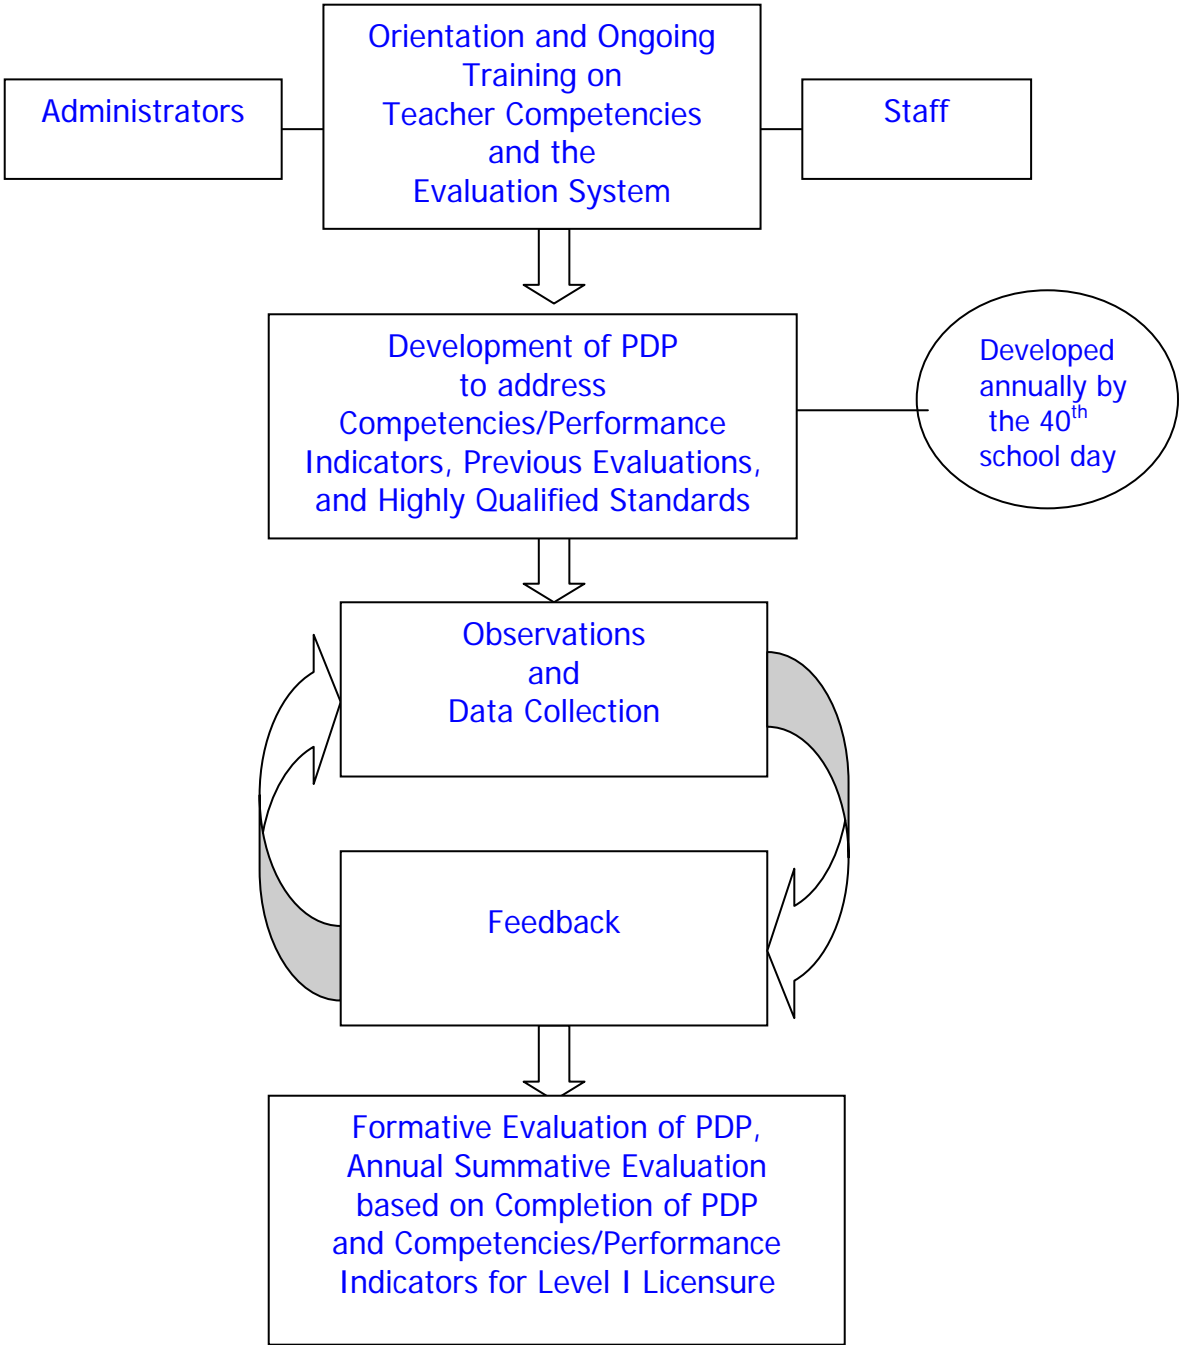 Orientation and Ongoing
Training on
Teacher Competencies
and the
Evaluation System
Administrators
Staff
Development of PDP
to address
Competencies/Performance
Indicators, Previous Evaluations,
and Highly Qualified Standards
Developed
annually by
the 40th
school day
Observations
and
Data Collection
Feedback
Formative Evaluation of PDP,
Annual Summative Evaluation
based on Completion of PDP
and Competencies/Performance
Indicators for Level I Licensure